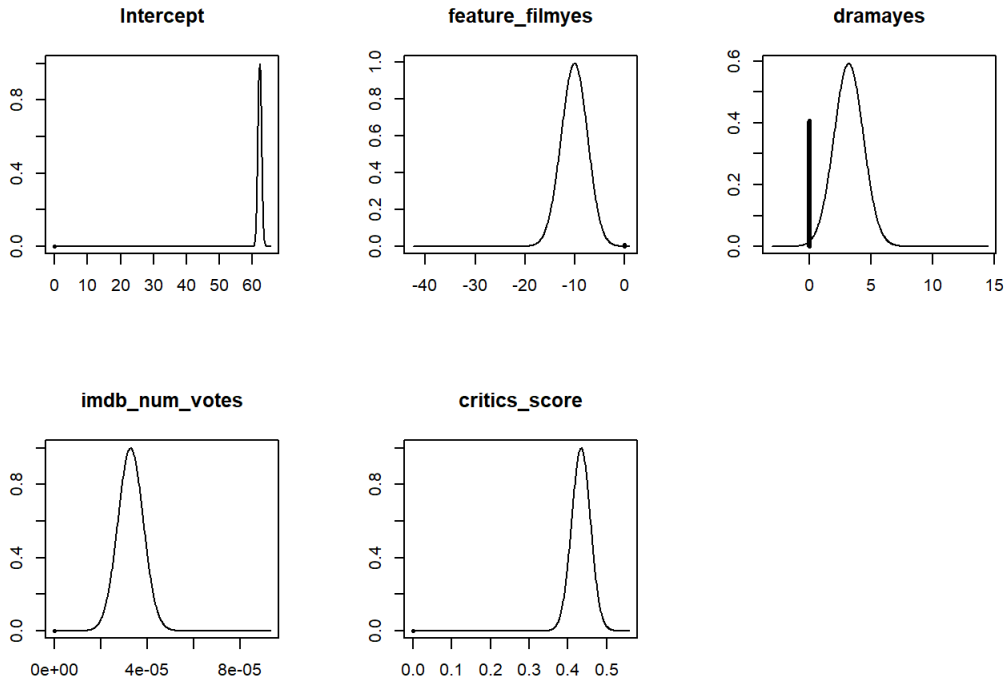 Intercept
0.0 0.4 0.8
0 10 20 30 40 50 60
feature_filmyes
0.0 0.2 0.4 0.6 0.8 1.0
-40 -30 -20 -10 0
dramayes
0.0 0.2 0.4 0.6
0 5 10 15
imdb_num_votes
0.0 0.4 0.8
0e+00 4e-05 8e-05
critics_score
0.0 0.4 0.8
0.0 0.1 0.2 0.3 0.4 0.5